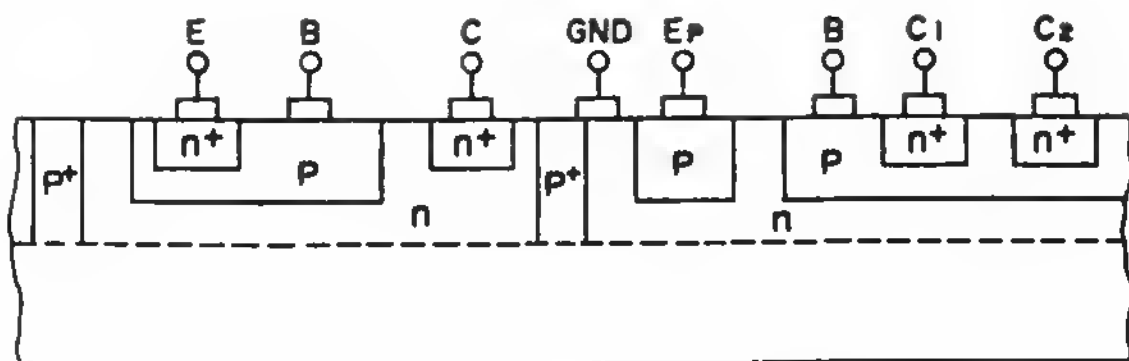 E B C GND EP B C1 C2
n+ n+ n+ n+
P+ P P+ P P
n n